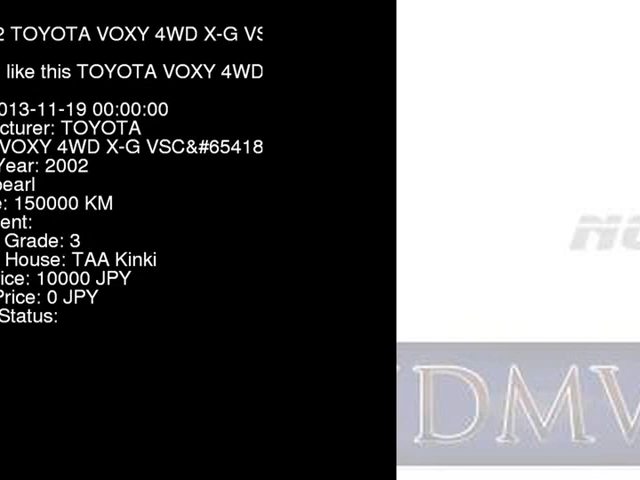 2 TOYOTA VOXY 4WD X-G VS
like this TOYOTA VOXY 4WD
013-11-19 00:00:00
cturer: TOYOTA
VOXY 4WD X-G VSC&#65418
Year: 2002
pearl
e: 150000 KM
ent:
Grade: 3
House: TAA Kinki
ice: 10000 JPY
Price: 0 JPY
Status:
NO
DMV